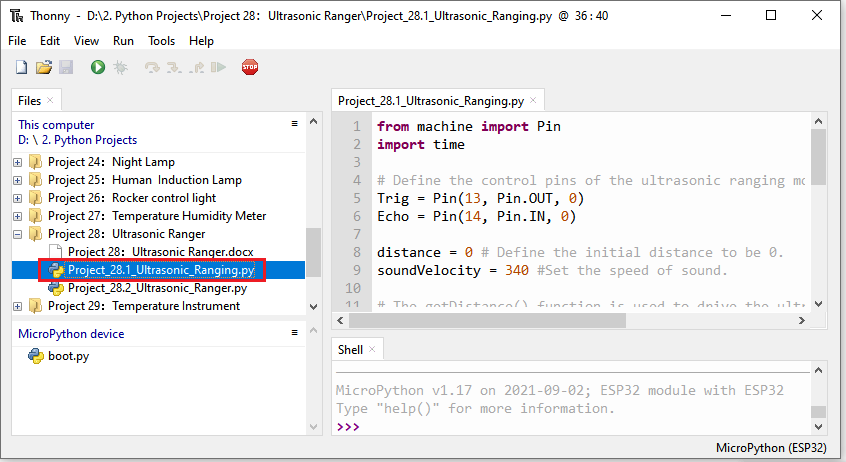 Thonny - D:\2. Python Projects\Project 28：Ultrasonic Ranger\Project_28.1_Ultrasonic_Ranging.py @ 36:40
File Edit View Run Tools Help
STOP
Files
This computer
D: \ 2. Python Projects
Project 24：Night Lamp
Project 25：Human Induction Lamp
Project 26：Rocker control light
Project 27：Temperature Humidity Meter
Project 28：Ultrasonic Ranger
Project 28：Ultrasonic Ranger.docx
Project_28.1_Ultrasonic_Ranging.py
Project_28.2_Ultrasonic_Ranger.py
Project 29：Temperature Instrument
MicroPython device
boot.py
Project_28.1_Ultrasonic_Ranging.py
1 from machine import Pin
2 import time
3
4 # Define the control pins of the ultrasonic ranging mo
5 Trig = Pin(13, Pin.OUT, 0)
6 Echo = Pin(14, Pin.IN, 0)
7
8 distance = 0 # Define the initial distance to be 0.
9 soundVelocity = 340 #Set the speed of sound.
10
11 # The getDistance() function is used to drive the ultr
Shell
MicroPython v1.17 on 2021-09-02; ESP32 module with ESP32
Type "help()" for more information.
>>>
MicroPython (ESP32)